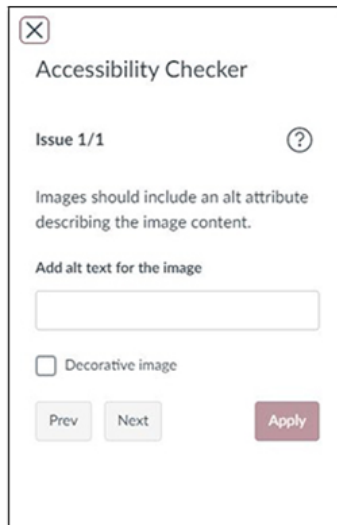 Accessibility Checker
Issue 1/1
?
Images should include an alt attribute
describing the image content.
Add alt text for the image
Decorative image
Prev Next Apply